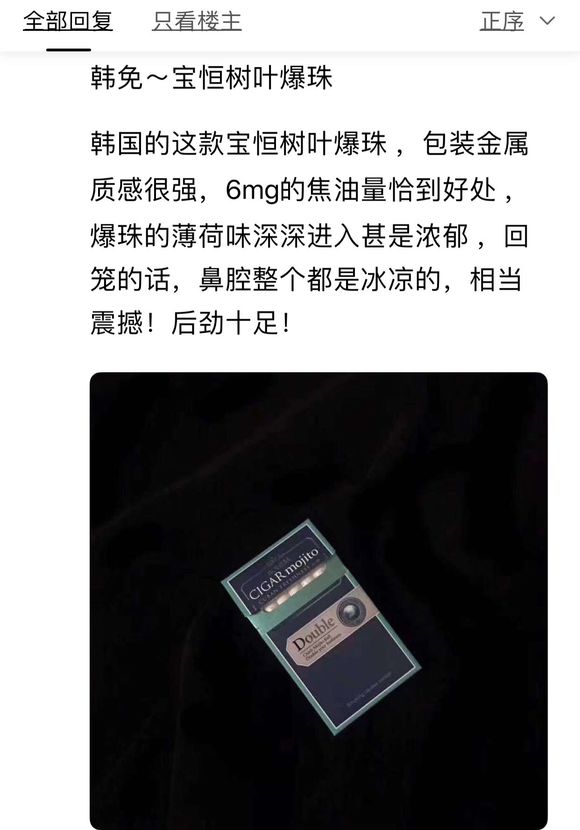 全部回复 只看楼主 正序
韩免～宝恒树叶爆珠
韩国的这款宝恒树叶爆珠，包装金属
质感很强，6mg的焦油量恰到好处，
爆珠的薄荷味深深进入甚是浓郁，回
笼的话，鼻腔整个都是冰凉的，相当
震撼！后劲十足！
CIGAR mojito
Double